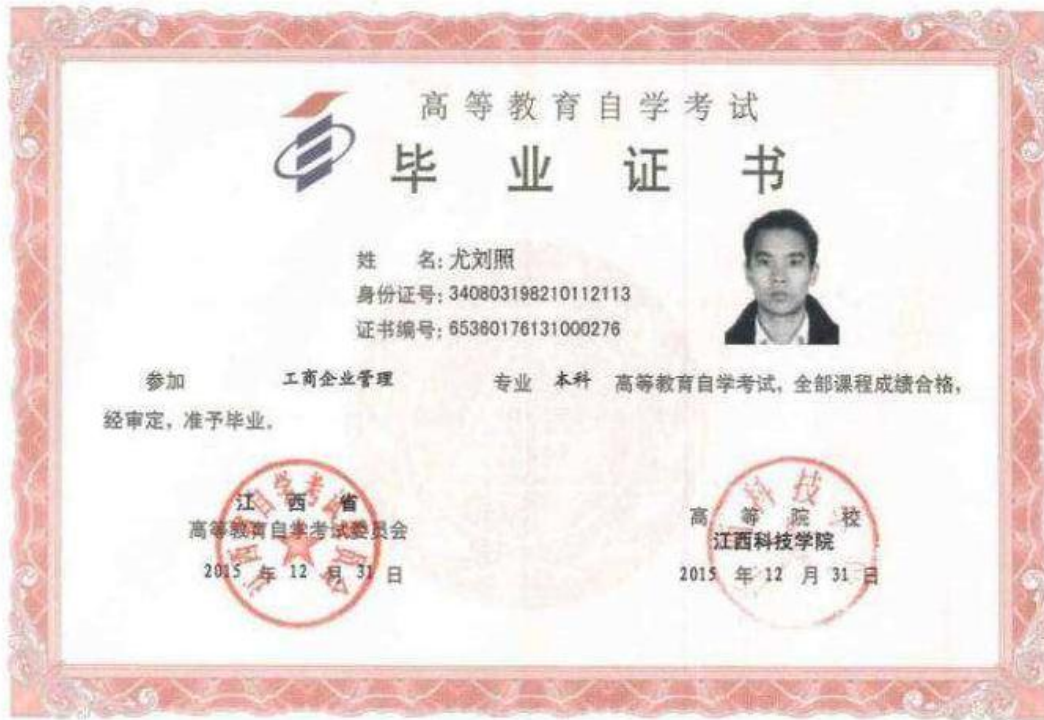 高等教育自学考试
毕业证书
姓 名: 尤刘照
身份证号: 340803198210112113
证书编号: 65360176131000276
参加 工商企业管理 专业 本科 高等教育自学考试, 全部课程成绩合格,
经审定, 准予毕业。
江西省
高等教育自学考试委员会
2015 年 12 月 31 日
高等院校
江西科技学院
2015 年 12 月 31 日